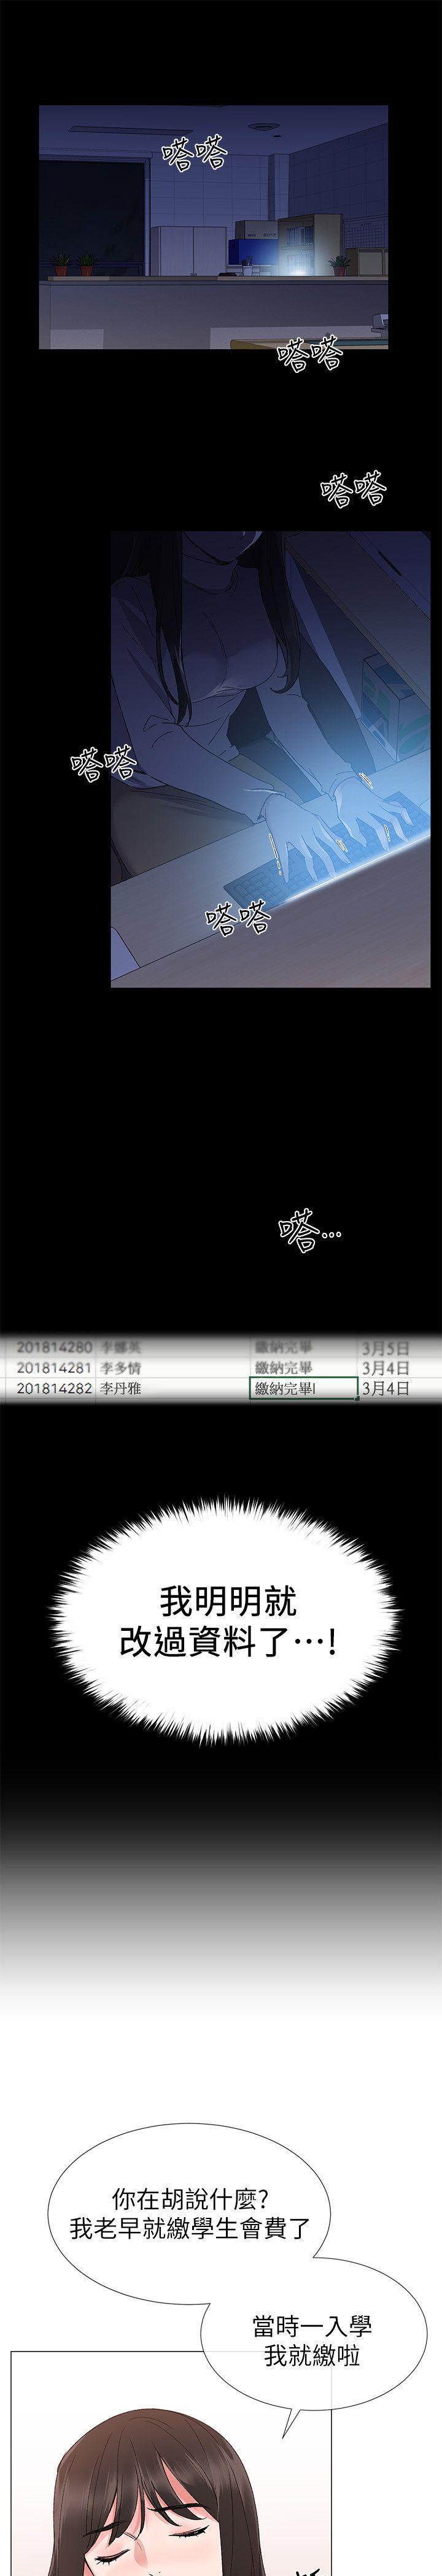 嗒嗒
嗒嗒
嗒嗒
嗒嗒
嗒嗒
嗒…
201814280 李娜英 繳納完畢 3月5日
201814281 李多情 繳納完畢 3月4日
201814282 李丹雅 繳納完畢 3月4日
我明明就
改過資料了…!
你在胡說什麼?
我老早就繳學生會費了
當時一入學
我就繳啦